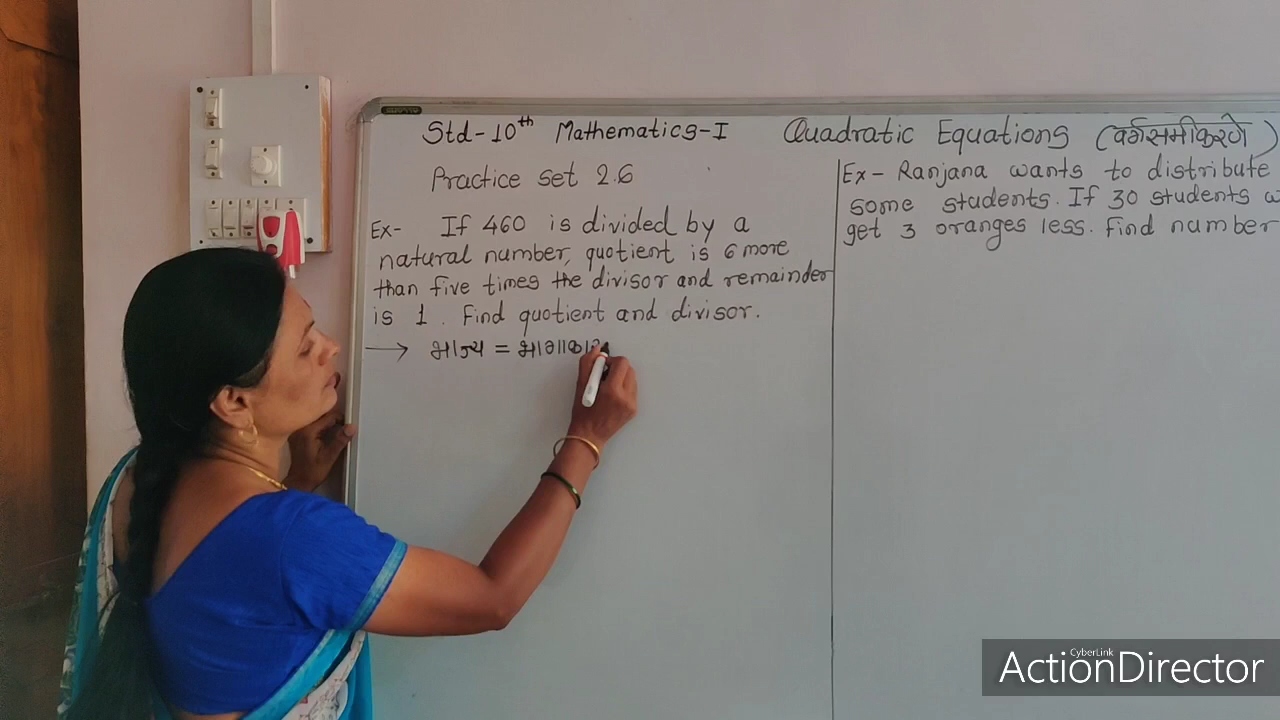 Std-10th Mathematics-I Quadratic Equations (वर्गसमीकरणे)
Practice set 2.6
Ex- If 460 is divided by a
natural number, quotient is 6 more
than five times the divisor and remainder
is 1. Find quotient and divisor.
→ भाज्य =
Ex- Ranjana wants to distribute
some students. If 30 students
get 3 oranges less. Find number
CyberLink
ActionDirector